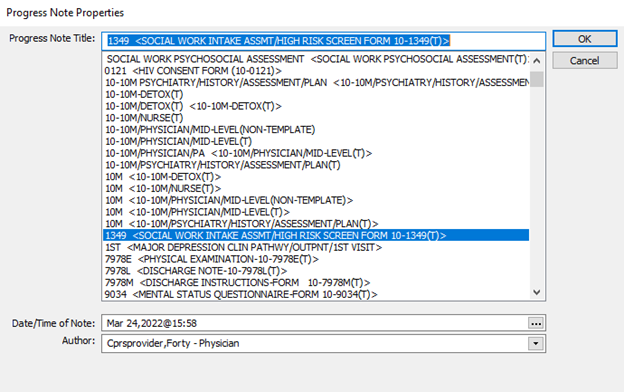 Progress Note Properties
Progress Note Title:
1349 <SOCIAL WORK INTAKE ASSMT/HIGH RISK SCREEN FORM 10-1349(T)>
OK
Cancel
SOCIAL WORK PSYCHOSOCIAL ASSESSMENT <SOCIAL WORK PSYCHOSOCIAL ASSESSMENT(T)
0121 <HIV CONSENT FORM (10-0121)>
10-10M PSYCHIATRY/HISTORY/ASSESSMENT/PLAN <10-10M/PSYCHIATRY/HISTORY/ASSESSMEN
10-10M-DETOX(T)
10-10M/DETOX(T) <10-10M-DETOX(T)>
10-10M/NURSE(T)
10-10M/PHYSICIAN/MID-LEVEL(NON-TEMPLATE)
10-10M/PHYSICIAN/MID-LEVEL(T)
10-10M/PHYSICIAN/PA <10-10M/PHYSICIAN/MID-LEVEL(T)>
10-10M/PSYCHIATRY/HISTORY/ASSESSMENT/PLAN(T)
10M <10-10M-DETOX(T)>
10M <10-10M/NURSE(T)>
10M <10-10M/PHYSICIAN/MID-LEVEL(NON-TEMPLATE)>
10M <10-10M/PHYSICIAN/MID-LEVEL(T)>
10M <10-10M/PSYCHIATRY/HISTORY/ASSESSMENT/PLAN(T)>
1349 <SOCIAL WORK INTAKE ASSMT/HIGH RISK SCREEN FORM 10-1349(T)>
1ST <MAJOR DEPRESSION CLIN PATHWY/OUTPNT/1ST VISIT>
7978E <PHYSICAL EXAMINATION-10-7978E(T)>
7978L <DISCHARGE NOTE-10-7978L(T)>
7978M <DISCHARGE INSTRUCTIONS-FORM 10-7978M(T)>
9034 <MENTAL STATUS QUESTIONNAIRE-FORM 10-9034(T)>
Date/Time of Note:
Mar 24,2022@15:58
...
Author:
Cprsprovider,Forty - Physician